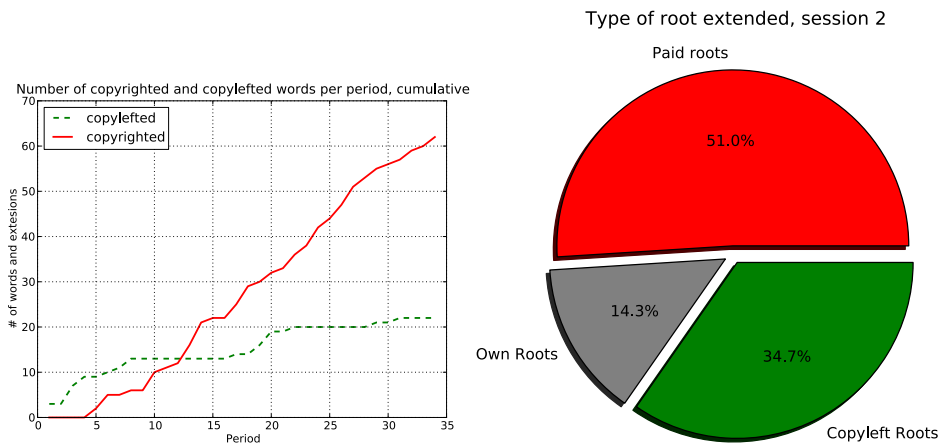 Number of copyrighted and copylefted words per period, cumulative
70
60
50
40
30
20
10
0
# of words and extesions
copylefted
copyrighted
0 5 10 15 20 25 30 35
Period
Type of root extended, session 2
Paid roots
51.0%
14.3%
Own Roots
34.7%
Copyleft Roots